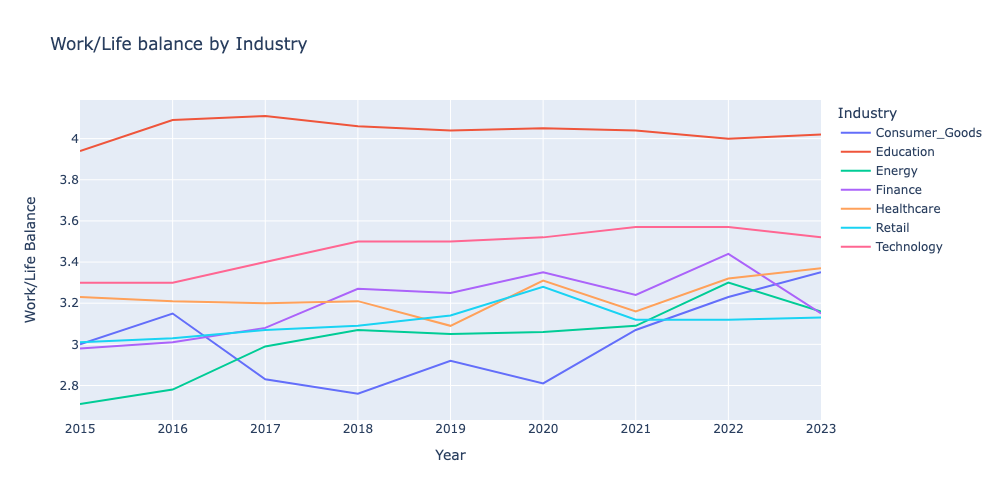 Work/Life balance by Industry
Industry
Consumer_Goods
Education
Energy
Finance
Healthcare
Retail
Technology
Work/Life Balance
4
3.8
3.6
3.4
3.2
3
2.8
2015 2016 2017 2018 2019 2020 2021 2022 2023
Year